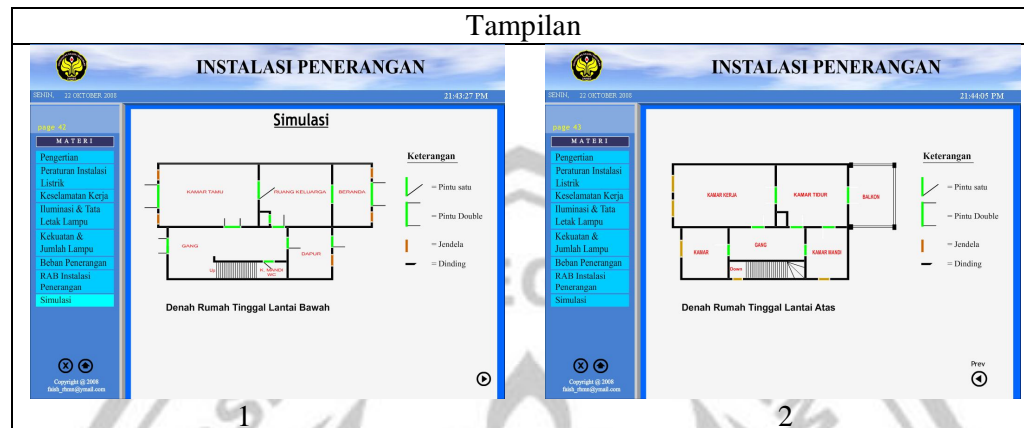 Tampilan
INSTALASI PENERANGAN
SENIN, 22 OKTOBER 2008
21:43:27 PM
page 42
MATERI
Pengertian
Peraturan Instalasi
Listrik
Keselamatan Kerja
Iluminasi & Tata
Letak Lampu
Kekuatan &
Jumlah Lampu
Beban Penerangan
RAB Instalasi
Penerangan
Simulasi
Copyright @ 2008
Simulasi
KAMAR TAMU
RUANG KELUARGA
BERANDA
GANG
DAPUR
Up
K. MANDI
WC
Keterangan
= Pintu satu
= Pintu Double
= Jendela
= Dinding
Denah Rumah Tinggal Lantai Bawah
1
INSTALASI PENERANGAN
SENIN, 22 OKTOBER 2008
21:44:05 PM
page 43
MATERI
Pengertian
Peraturan Instalasi
Listrik
Keselamatan Kerja
Iluminasi & Tata
Letak Lampu
Kekuatan &
Jumlah Lampu
Beban Penerangan
RAB Instalasi
Penerangan
Simulasi
Copyright @ 2008
KAMAR KERJA
KAMAR TIDUR
BALKON
KAMAR
GANG
KAMAR MANDI
Down
Keterangan
= Pintu satu
= Pintu Double
= Jendela
= Dinding
Denah Rumah Tinggal Lantai Atas
Prev
2